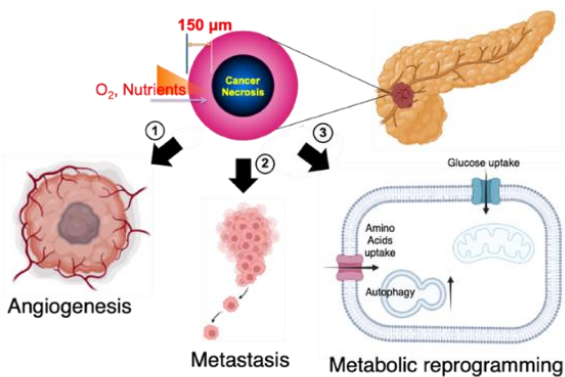 150 μm
Cancer
Necrosis
O2, Nutrients
1
2
3
Glucose uptake
Amino
Acids
uptake
Autophagy
Angiogenesis
Metastasis
Metabolic reprogramming